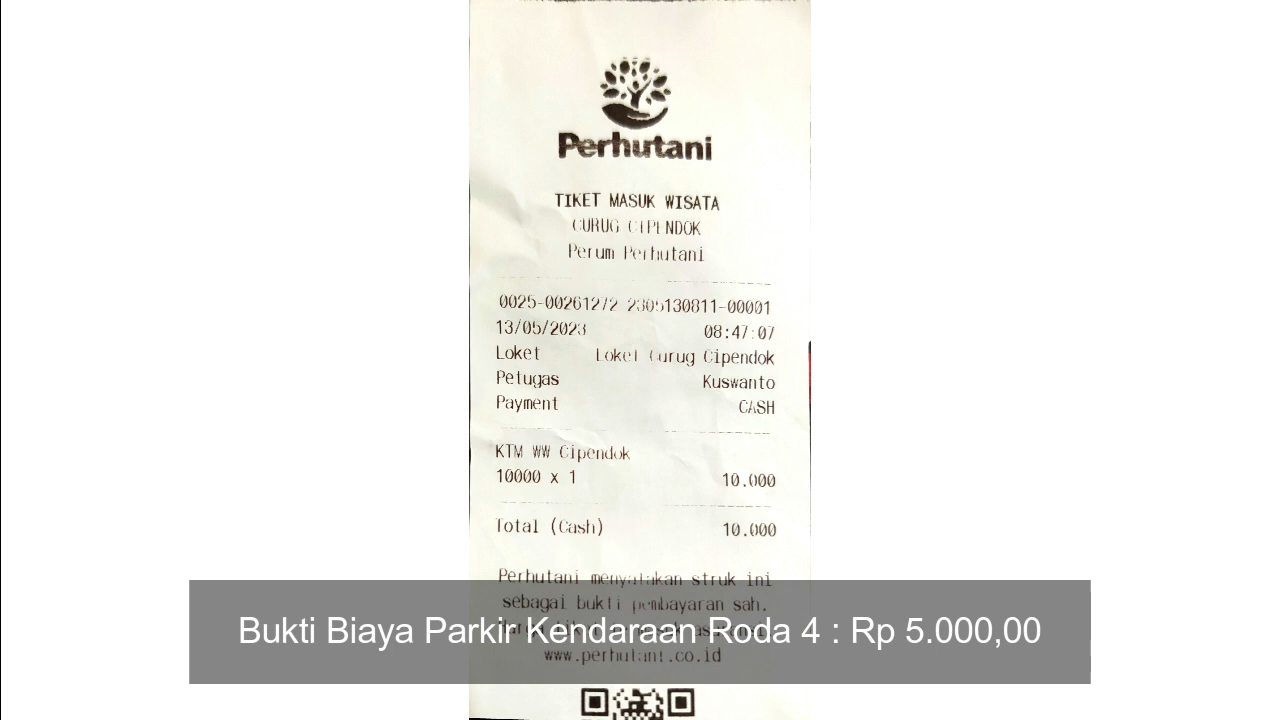 Perhutani
TIKET MASUK WISATA
CURUG CIPENDOK
Perum Perhutani
0025-002612/2 2305130811-00001
13/05/2023 08:47:07
Loket Loket Curug Cipendok
Petugas Kuswanto
Payment CASH
KTM WW Cipendok
10000 x 1 10.000
Total (Cash) 10.000
Perhutani menyatakan struk ini
sebagai bukti pembayaran sah.
Bukti Biaya Parkir Kendaraan Roda 4 : Rp 5.000,00
www.perhutani.co.id